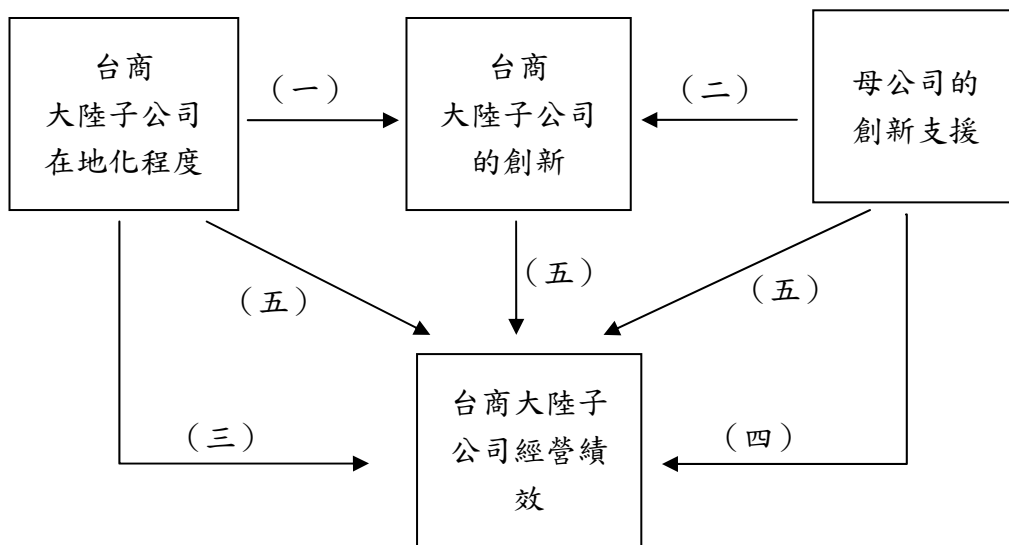 台商
大陸子公司
在地化程度
（一）
台商
大陸子公司
的創新
（二）
母公司的
創新支援
（五）
（五）
（五）
（三）
台商大陸子
公司經營績
效
（四）